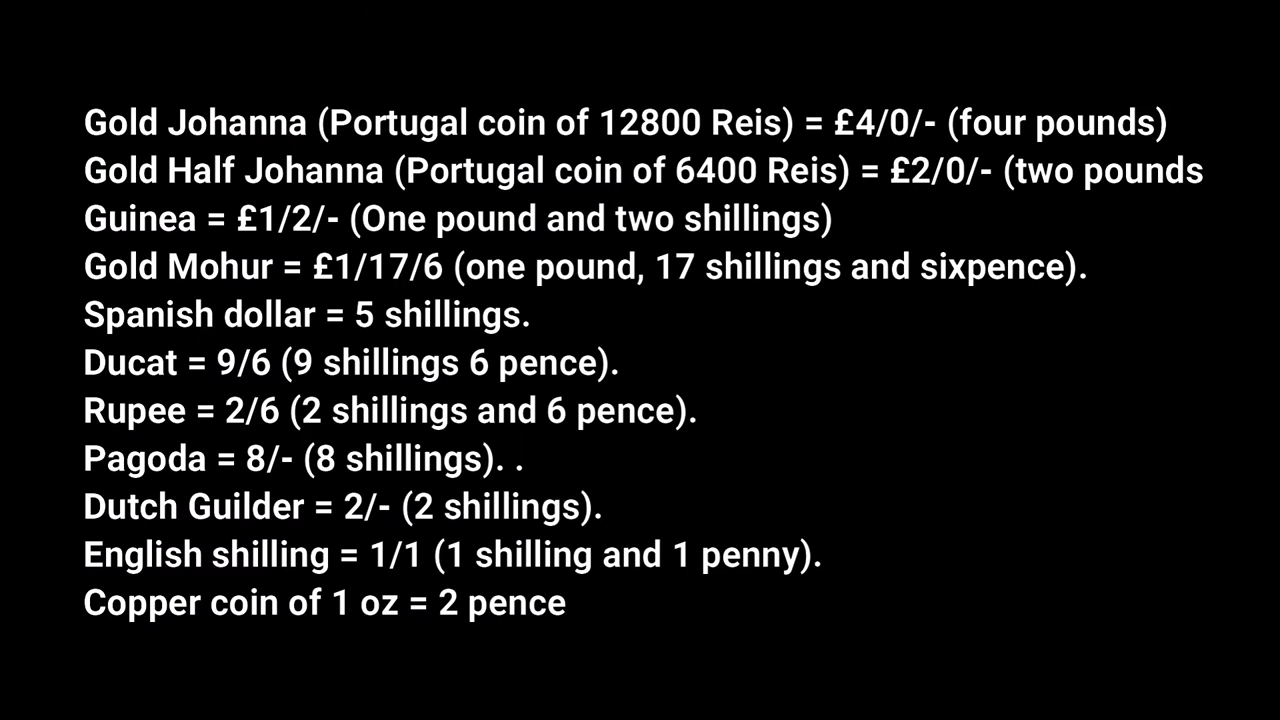 Gold Johanna (Portugal coin of 12800 Reis) = £4/0/- (four pounds)
Gold Half Johanna (Portugal coin of 6400 Reis) = £2/0/- (two pounds
Guinea = £1/2/- (One pound and two shillings)
Gold Mohur = £1/17/6 (one pound, 17 shillings and sixpence).
Spanish dollar = 5 shillings.
Ducat = 9/6 (9 shillings 6 pence).
Rupee = 2/6 (2 shillings and 6 pence).
Pagoda = 8/- (8 shillings). .
Dutch Guilder = 2/- (2 shillings).
English shilling = 1/1 (1 shilling and 1 penny).
Copper coin of 1 oz = 2 pence